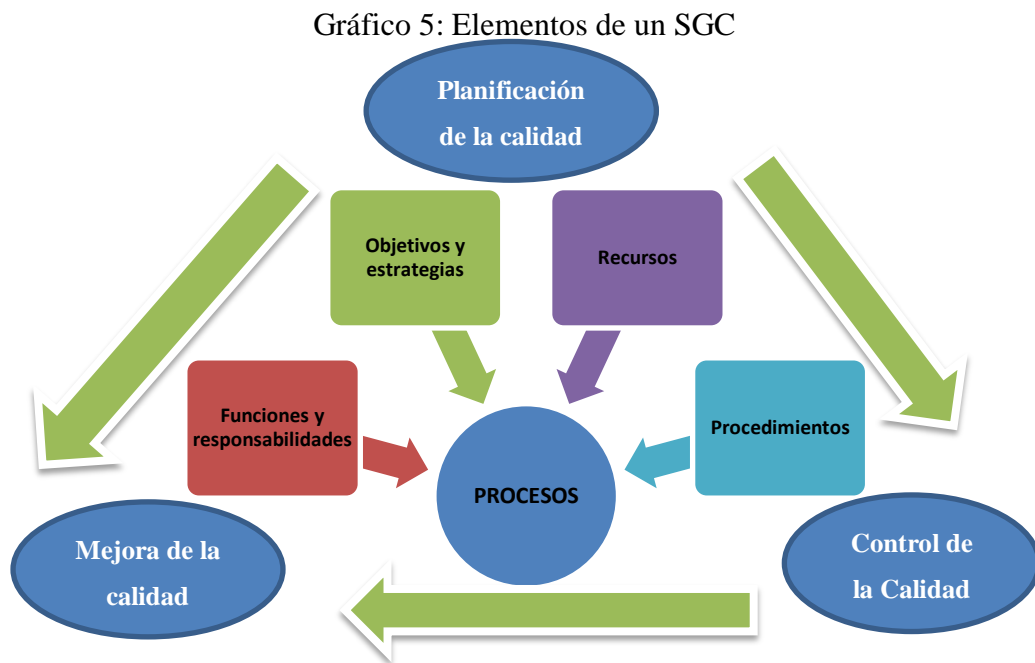 Gráfico 5: Elementos de un SGC
Planificación
de la calidad
Objetivos y
estrategias
Recursos
Funciones y
responsabilidades
Procedimientos
PROCESOS
Mejora de la
calidad
Control de
la Calidad